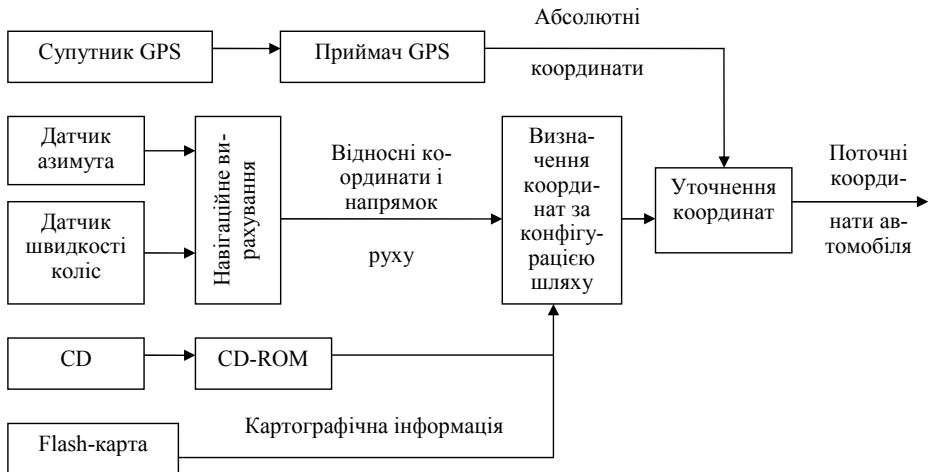 Абсолютні
координати
Супутник GPS
Приймач GPS
Датчик
азимута
Датчик
швидкості
коліс
Навігаційне ви-
рахування
Відносні ко-
ординати і
напрямок
руху
Визна-
чення
коорди-
нат за
конфігу-
рацією
шляху
Уточнення
координат
Поточні
коорди-
нати ав-
томобіля
CD
CD-ROM
Картографічна інформація
Flash-карта